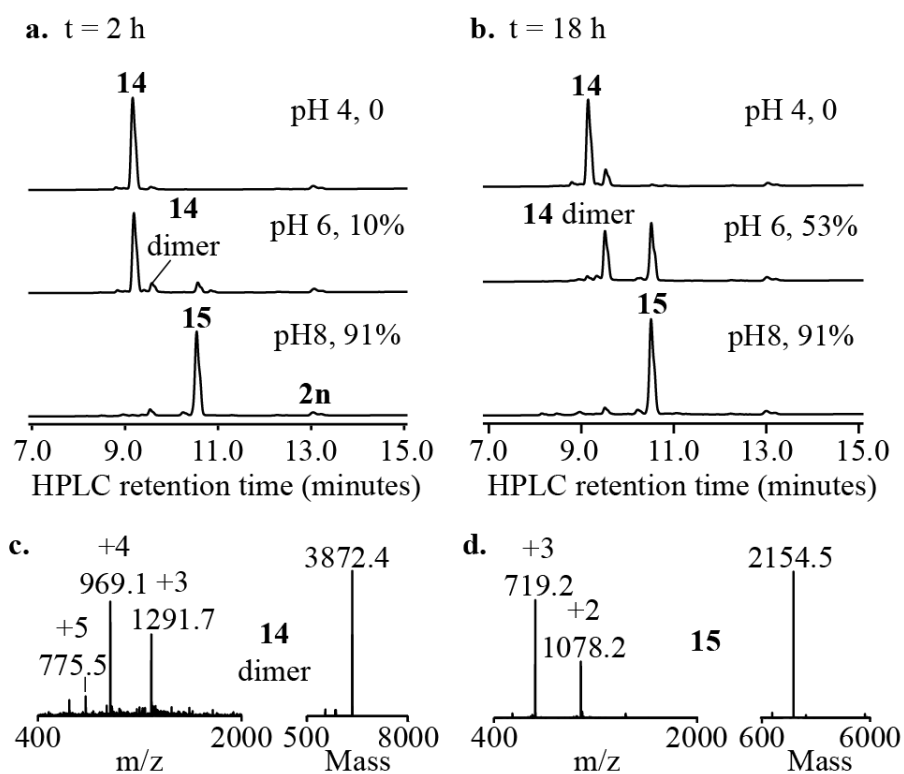 a. t = 2 h
14
pH 4, 0
14
dimer
pH 6, 10%
15
pH8, 91%
2n
7.0 9.0 11.0 13.0 15.0
HPLC retention time (minutes)
b. t = 18 h
14
pH 4, 0
14 dimer
pH 6, 53%
15
pH8, 91%
7.0 9.0 11.0 13.0 15.0
HPLC retention time (minutes)
c.
+4
969.1
+3
1291.7
+5
775.5
14
dimer
3872.4
400 2000 500 8000
m/z Mass
d.
+3
719.2
+2
1078.2
15
2154.5
400 2000 600 6000
m/z Mass